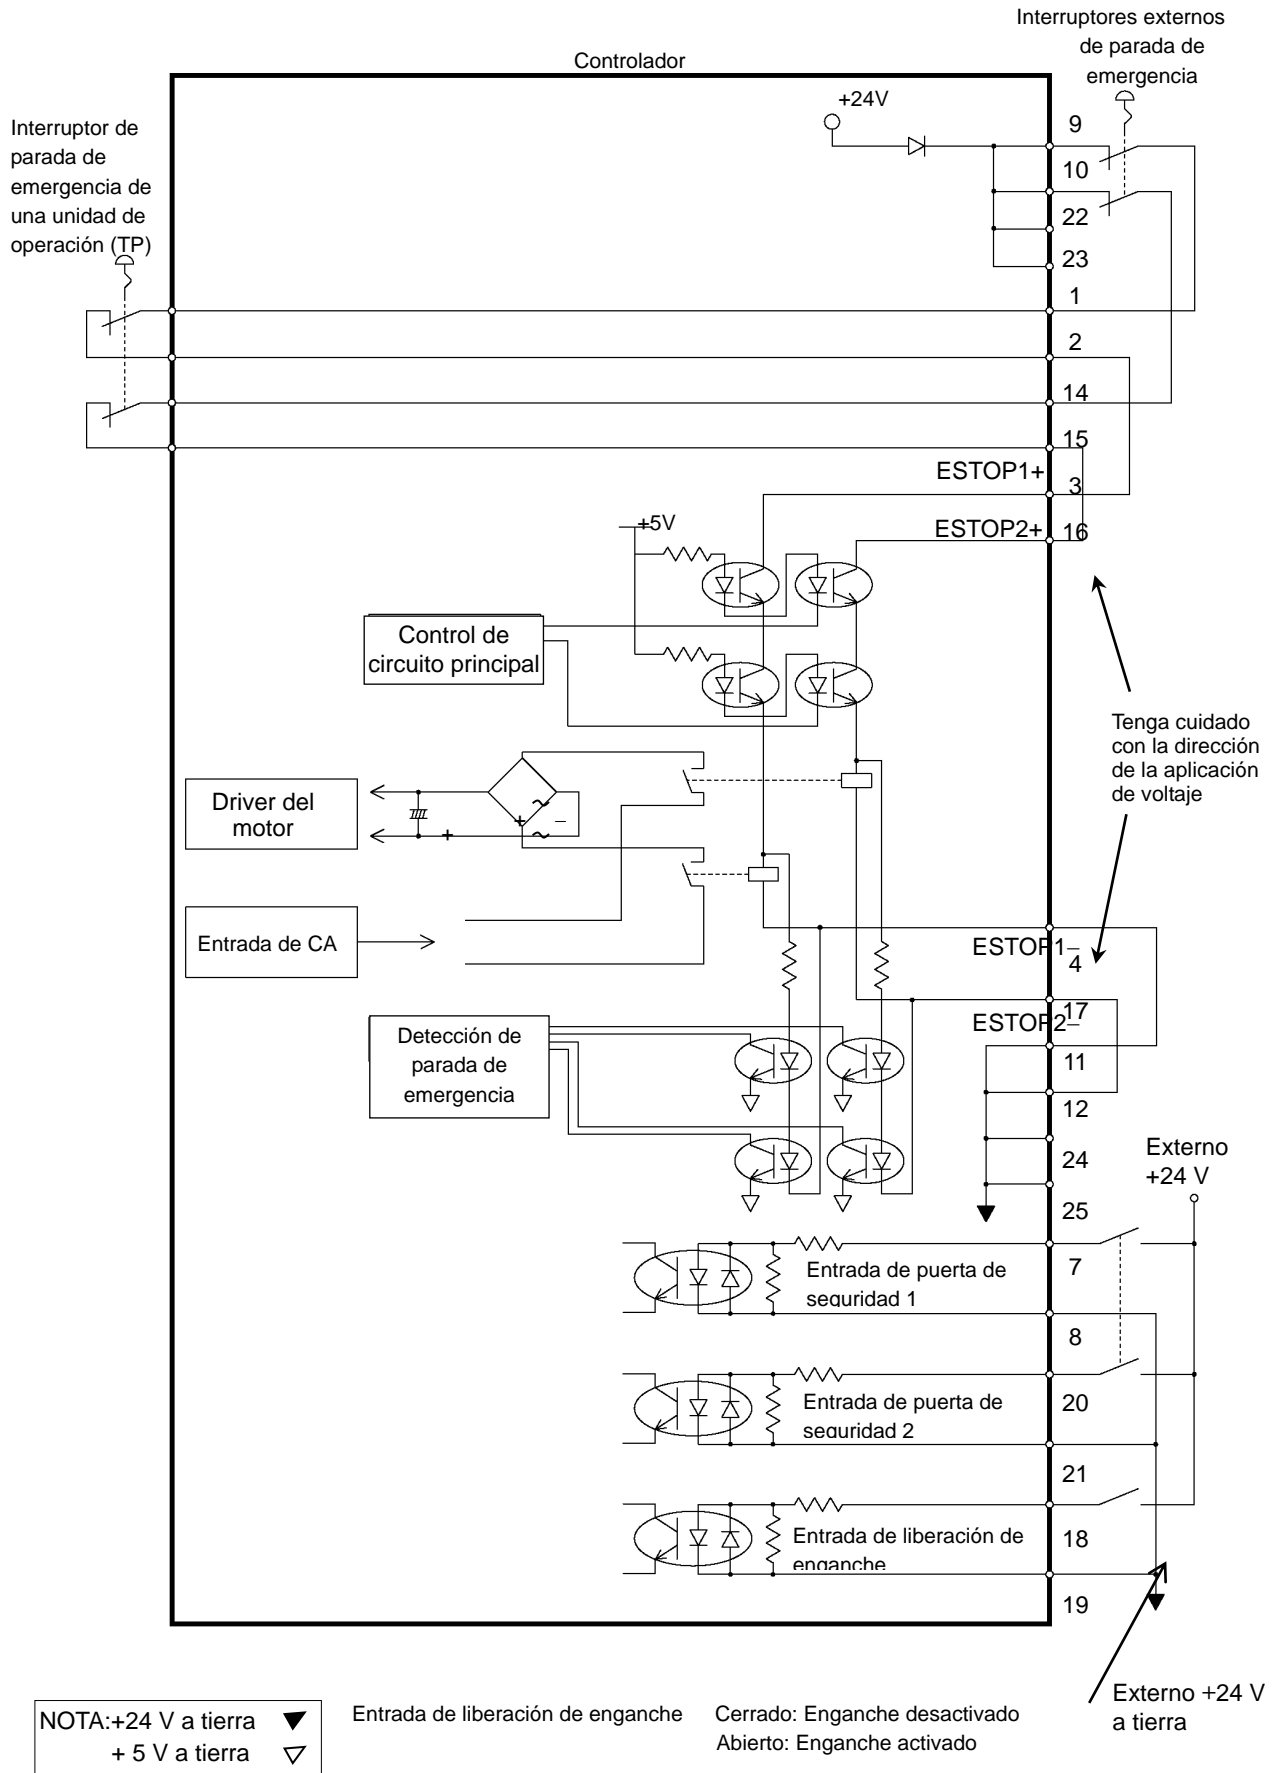 Interruptores externos
de parada de
emergencia
Controlador
+24V
Interruptor de
parada de
emergencia de
una unidad de
operación (TP)
9
10
22
23
1
2
14
15
ESTOP1+
3
+5V
ESTOP2+
16
Control de
circuito principal
Tenga cuidado
con la dirección
de la aplicación
de voltaje
Driver del
motor
+
+
−
Entrada de CA
ESTOP1−
4
17
ESTOP2−
Detección de
parada de
emergencia
11
12
24
25
Externo
+24 V
Entrada de puerta de
seguridad 1
7
8
Entrada de puerta de
seguridad 2
20
21
Entrada de liberación de
enganche
18
19
Externo +24 V
a tierra
NOTA:+24 V a tierra
+ 5 V a tierra
Entrada de liberación de enganche
Cerrado: Enganche desactivado
Abierto: Enganche activado